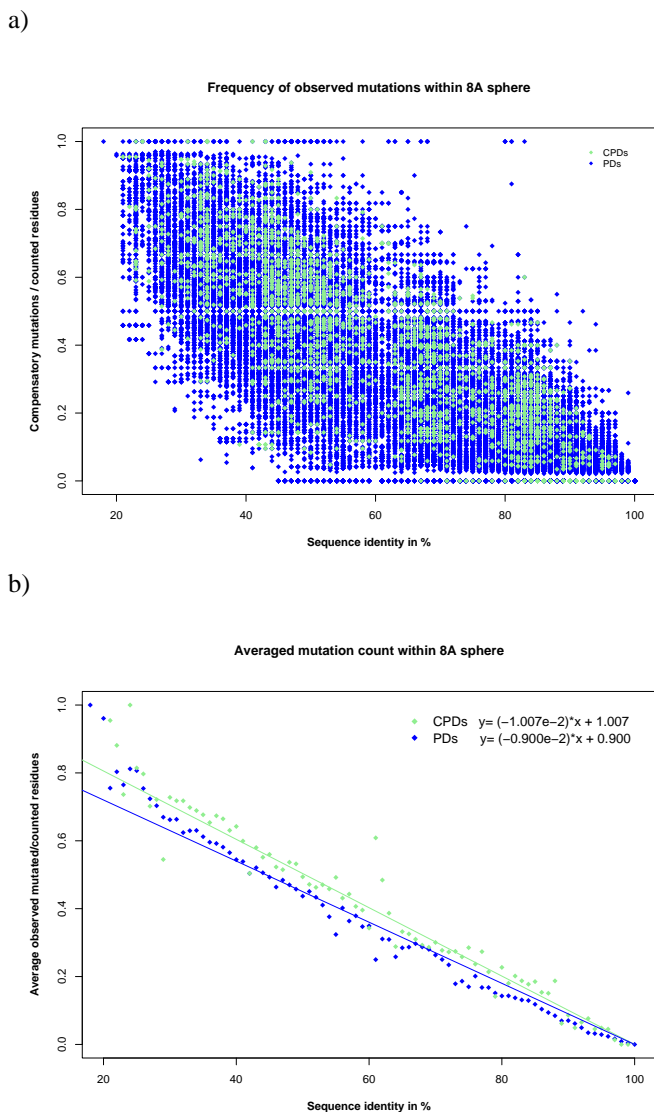 a)
Frequency of observed mutations within 8A sphere
CPDs
PDs
Compensatory mutations / counted residues
0.0
0.2
0.4
0.6
0.8
1.0
20
40
60
80
100
Sequence identity in %
b)
Averaged mutation count within 8A sphere
CPDs y= (−1.007e−2)*x + 1.007
PDs y= (−0.900e−2)*x + 0.900
Average observed mutated/counted residues
0.0
0.2
0.4
0.6
0.8
1.0
20
40
60
80
100
Sequence identity in %